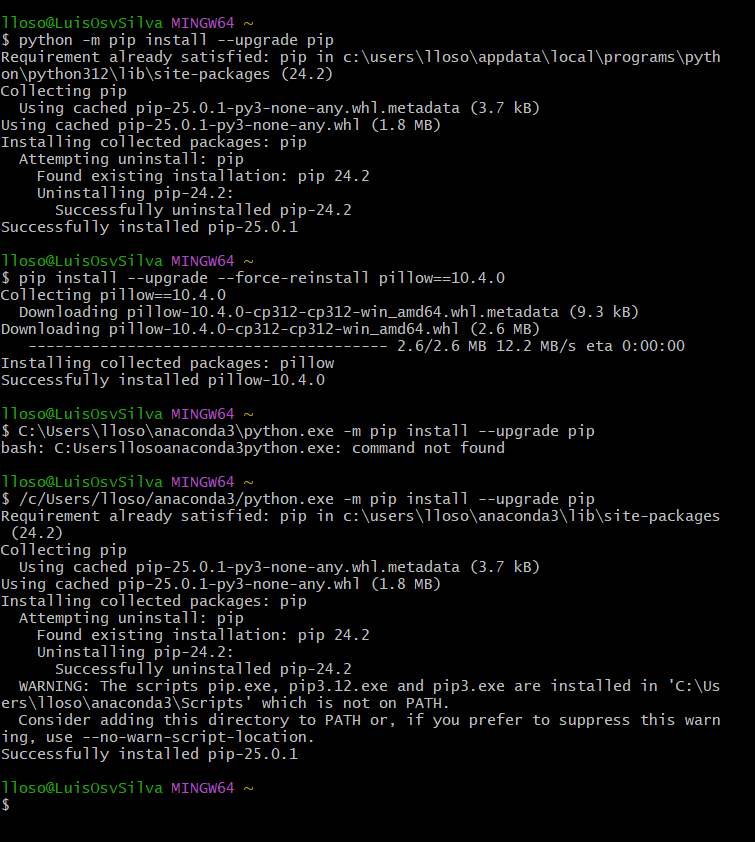 lloso@LuisOsvSilva MINGW64 ~
$ python -m pip install --upgrade pip
Requirement already satisfied: pip in c:\users\lloso\appdata\local\programs\pyth
on\python312\lib\site-packages (24.2)
Collecting pip
  Using cached pip-25.0.1-py3-none-any.whl.metadata (3.7 kB)
Using cached pip-25.0.1-py3-none-any.whl (1.8 MB)
Installing collected packages: pip
  Attempting uninstall: pip
    Found existing installation: pip 24.2
    Uninstalling pip-24.2:
      Successfully uninstalled pip-24.2
Successfully installed pip-25.0.1

lloso@LuisOsvSilva MINGW64 ~
$ pip install --upgrade --force-reinstall pillow==10.4.0
Collecting pillow==10.4.0
  Downloading pillow-10.4.0-cp312-cp312-win_amd64.whl.metadata (9.3 kB)
Downloading pillow-10.4.0-cp312-cp312-win_amd64.whl (2.6 MB)
   ---------------------------------------- 2.6/2.6 MB 12.2 MB/s eta 0:00:00
Installing collected packages: pillow
Successfully installed pillow-10.4.0

lloso@LuisOsvSilva MINGW64 ~
$ C:\Users\lloso\anaconda3\python.exe -m pip install --upgrade pip
bash: C:Usersllosoanaconda3python.exe: command not found

lloso@LuisOsvSilva MINGW64 ~
$ /c/Users/lloso/anaconda3/python.exe -m pip install --upgrade pip
Requirement already satisfied: pip in c:\users\lloso\anaconda3\lib\site-packages
 (24.2)
Collecting pip
  Using cached pip-25.0.1-py3-none-any.whl.metadata (3.7 kB)
Using cached pip-25.0.1-py3-none-any.whl (1.8 MB)
Installing collected packages: pip
  Attempting uninstall: pip
    Found existing installation: pip 24.2
    Uninstalling pip-24.2:
      Successfully uninstalled pip-24.2
  WARNING: The scripts pip.exe, pip3.12.exe and pip3.exe are installed in 'C:\Us
ers\lloso\anaconda3\Scripts' which is not on PATH.
  Consider adding this directory to PATH or, if you prefer to suppress this warn
ing, use --no-warn-script-location.
Successfully installed pip-25.0.1

lloso@LuisOsvSilva MINGW64 ~
$